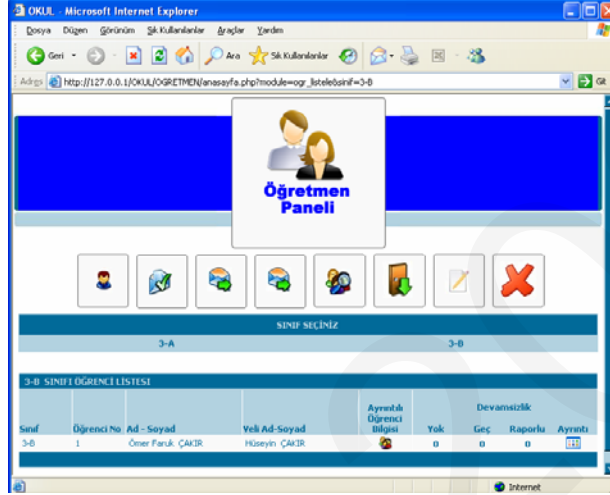 OKUL - Microsoft Internet Explorer
Dosya Düzen Görünüm Sık Kullanılanlar Araçlar Yardım
Geri Ara Sık Kullanılanlar
Adres http://127.0.0.1/OKUL/OGRETMEN/anasayfa.php?module=ogr_listele&sinif=3-B Git
Öğretmen
Paneli
SINIF SEÇİNİZ
3-A 3-B
3-B SINIFI ÖĞRENCİ LİSTESI
Sınıf Öğrenci No Ad - Soyad Veli Ad-Soyad Ayrıntılı Öğrenci Bilgisi Devamsızlık Yok Geç Raporlu Ayrıntı
3-B 1 Ömer Faruk ÇAKIR Hüseyin ÇAKIR 0 0 0
Internet